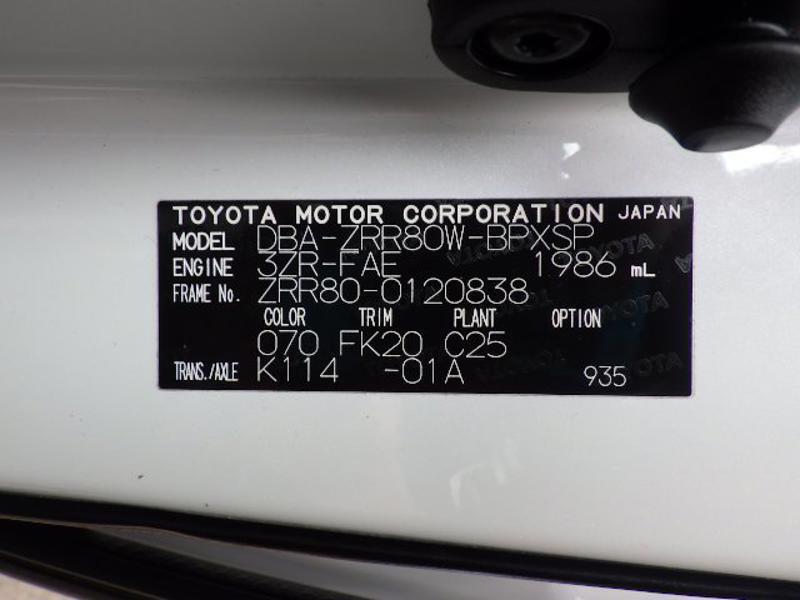 TOYOTA MOTOR CORPORATION JAPAN
MODEL DBA-ZRR80W-BPXSP
ENGINE 3ZR-FAE 1986 mL
FRAME No. ZRR80-0120838
COLOR TRIM PLANT OPTION
070 FK20 C25
TRANS./AXLE K114 -01A 935